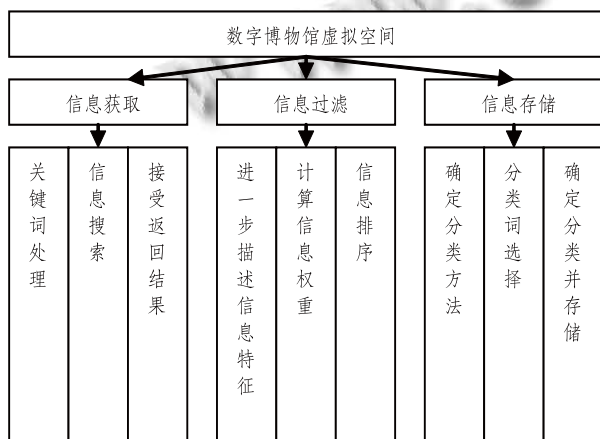 数字博物馆虚拟空间
信息获取
信息过滤
信息存储
关键词处理
信息搜索
接受返回结果
进一步描述信息特征
计算信息权重
信息排序
确定分类方法
分类词选择
确定分类并存储